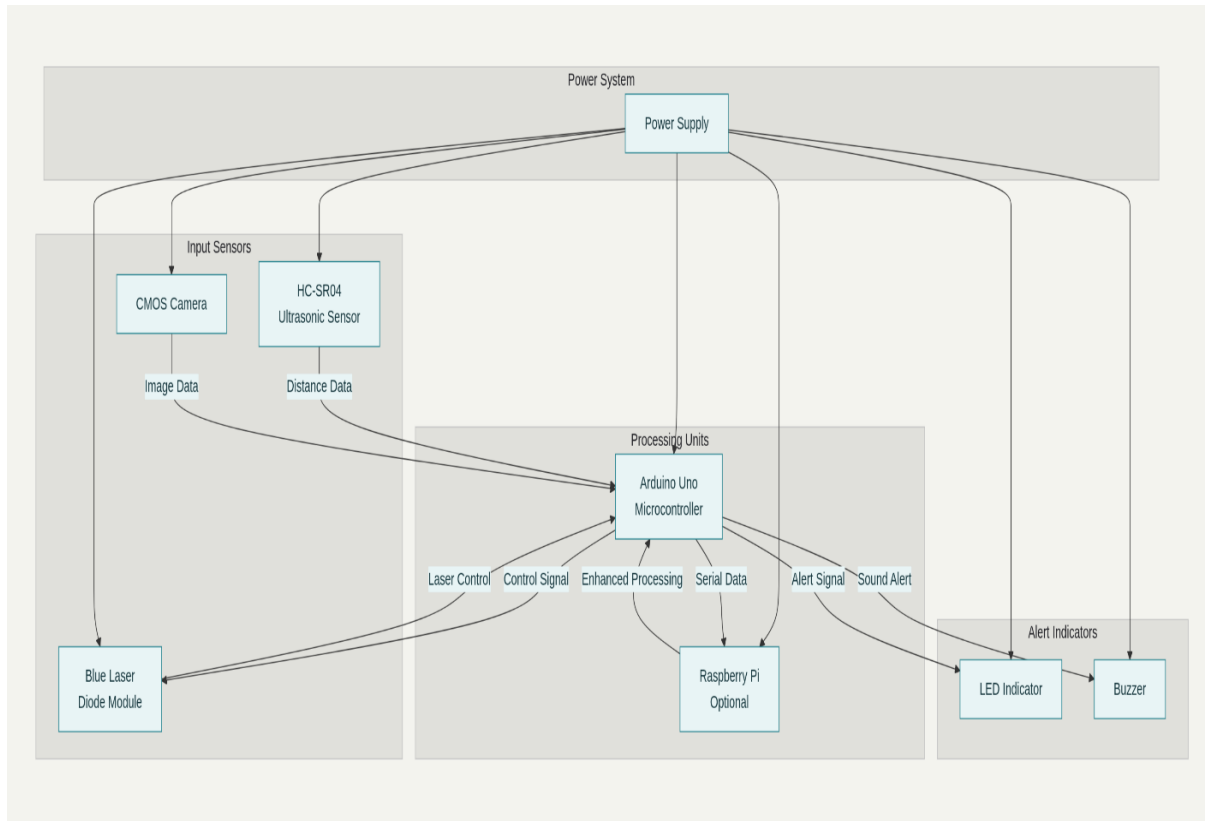 Power System
Power Supply
Input Sensors
CMOS Camera
HC-SR04
Ultrasonic Sensor
Image Data
Distance Data
Processing Units
Arduino Uno
Microcontroller
Laser Control
Control Signal
Enhanced Processing
Serial Data
Alert Signal
Sound Alert
Alert Indicators
Blue Laser
Diode Module
Raspberry Pi
Optional
LED Indicator
Buzzer